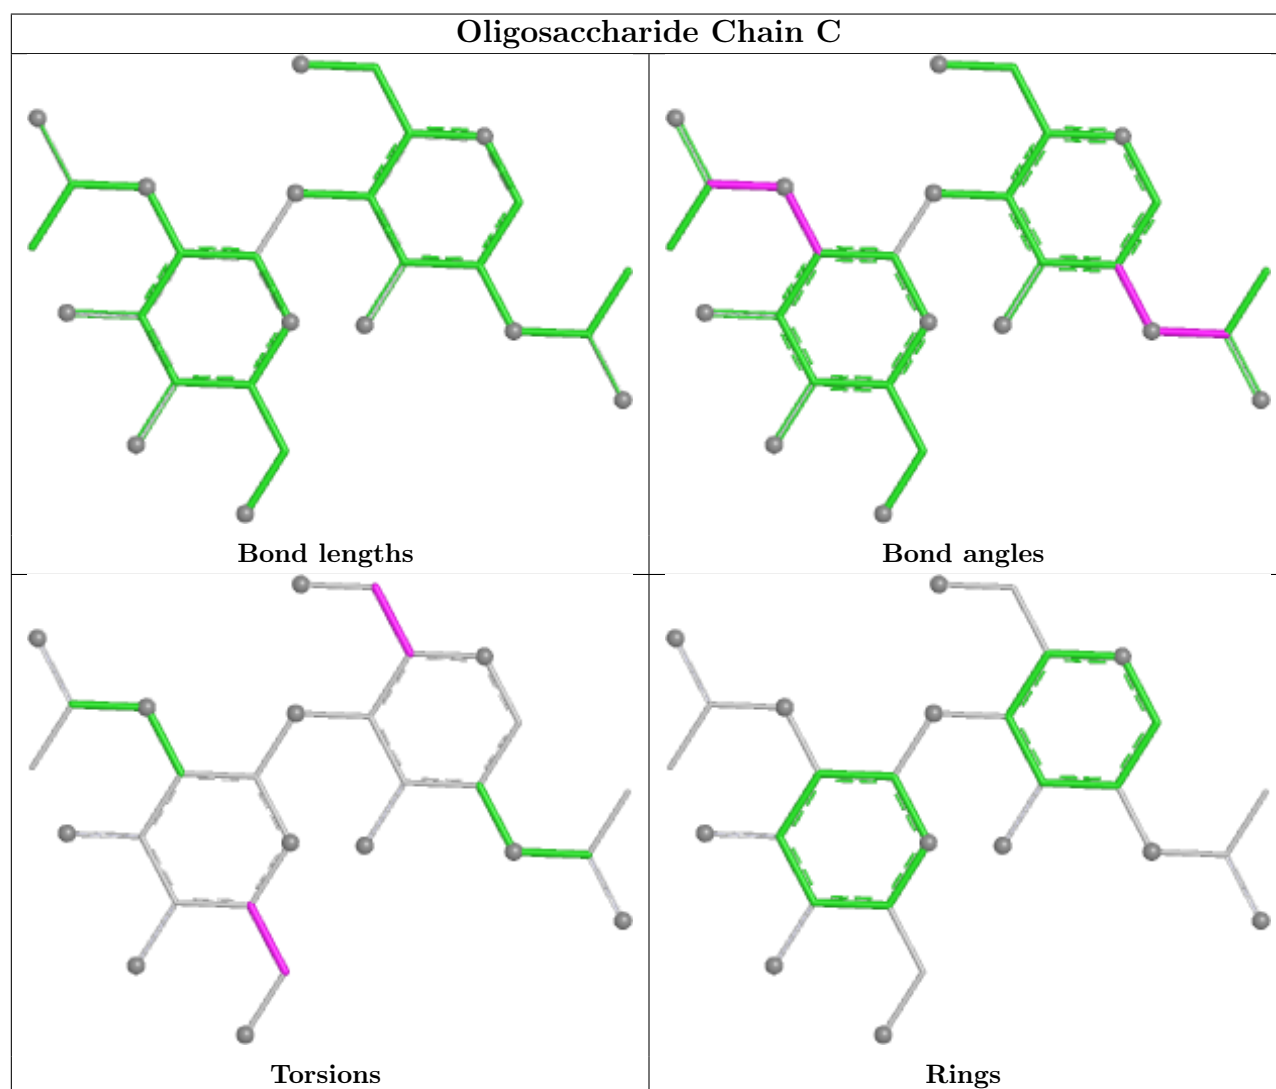 Oligosaccharide Chain C
Bond lengths
Bond angles
Torsions
Rings